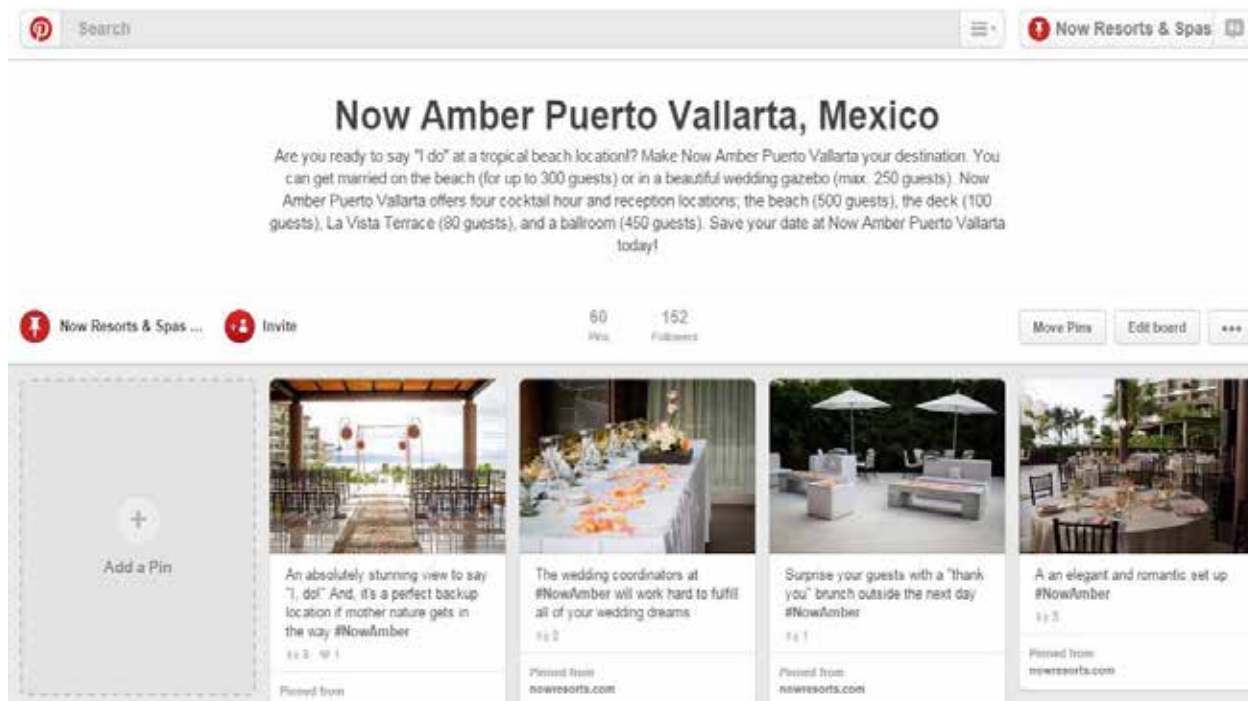 Search
Now Resorts & Spas
Now Amber Puerto Vallarta, Mexico
Are you ready to say "I do" at a tropical beach location!? Make Now Amber Puerto Vallarta your destination. You
can get married on the beach (for up to 300 guests) or in a beautiful wedding gazebo (max. 250 guests). Now
Amber Puerto Vallarta offers four cocktail hour and reception locations; the beach (500 guests), the deck (100
guests), La Vista Terrace (80 guests), and a ballroom (450 guests). Save your date at Now Amber Puerto Vallarta
today!
Now Resorts & Spas ...
Invite
60
Pins
152
Followers
Move Pins
Edit board
Add a Pin
An absolutely stunning view to say
"I, do!" And, it's a perfect backup
location if mother nature gets in
the way #NowAmber
1
Pinned from
The wedding coordinators at
#NowAmber will work hard to fulfill
all of your wedding dreams
2
Pinned from
nowresorts.com
Surprise your guests with a "thank
you" brunch outside the next day
#NowAmber
1
Pinned from
nowresorts.com
A an elegant and romantic set up
#NowAmber
3
Pinned from
nowresorts.com